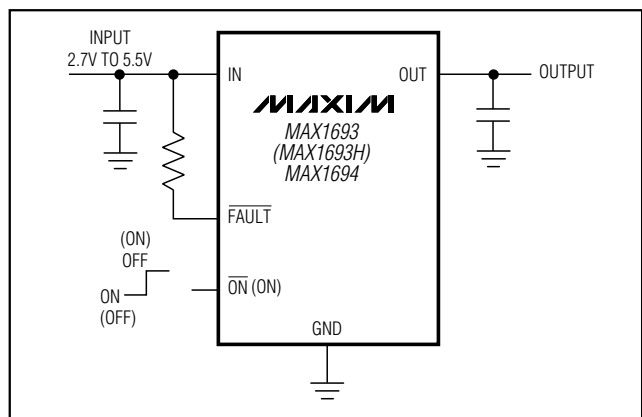 INPUT
2.7V TO 5.5V
IN
OUT
OUTPUT
MAXIM
MAX1693
(MAX1693H)
MAX1694
FAULT
(ON)
OFF
ON
(OFF)
ON (ON)
GND